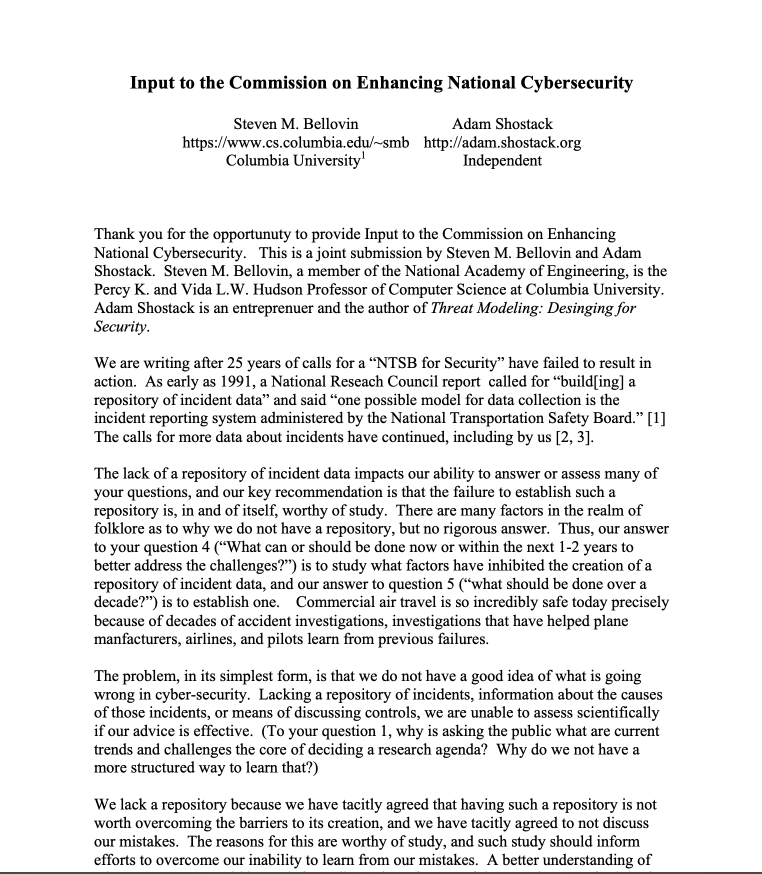 Input to the Commission on Enhancing National Cybersecurity
Steven M. Bellovin Adam Shostack
https://www.cs.columbia.edu/~smb http://adam.shostack.org
Columbia University1 Independent
Thank you for the opportunuty to provide Input to the Commission on Enhancing
National Cybersecurity. This is a joint submission by Steven M. Bellovin and Adam
Shostack. Steven M. Bellovin, a member of the National Academy of Engineering, is the
Percy K. and Vida L.W. Hudson Professor of Computer Science at Columbia University.
Adam Shostack is an entreprenuer and the author of Threat Modeling: Desinging for
Security.
We are writing after 25 years of calls for a “NTSB for Security” have failed to result in
action. As early as 1991, a National Reseach Council report called for “build[ing] a
repository of incident data” and said “one possible model for data collection is the
incident reporting system administered by the National Transportation Safety Board.” [1]
The calls for more data about incidents have continued, including by us [2, 3].
The lack of a repository of incident data impacts our ability to answer or assess many of
your questions, and our key recommendation is that the failure to establish such a
repository is, in and of itself, worthy of study. There are many factors in the realm of
folklore as to why we do not have a repository, but no rigorous answer. Thus, our answer
to your question 4 (“What can or should be done now or within the next 1-2 years to
better address the challenges?”) is to study what factors have inhibited the creation of a
repository of incident data, and our answer to question 5 (“what should be done over a
decade?”) is to establish one. Commercial air travel is so incredibly safe today precisely
because of decades of accident investigations, investigations that have helped plane
manfacturers, airlines, and pilots learn from previous failures.
The problem, in its simplest form, is that we do not have a good idea of what is going
wrong in cyber-security. Lacking a repository of incidents, information about the causes
of those incidents, or means of discussing controls, we are unable to assess scientifically
if our advice is effective. (To your question 1, why is asking the public what are current
trends and challenges the core of deciding a research agenda? Why do we not have a
more structured way to learn that?)
We lack a repository because we have tacitly agreed that having such a repository is not
worth overcoming the barriers to its creation, and we have tacitly agreed to not discuss
our mistakes. The reasons for this are worthy of study, and such study should inform
efforts to overcome our inability to learn from our mistakes. A better understanding of